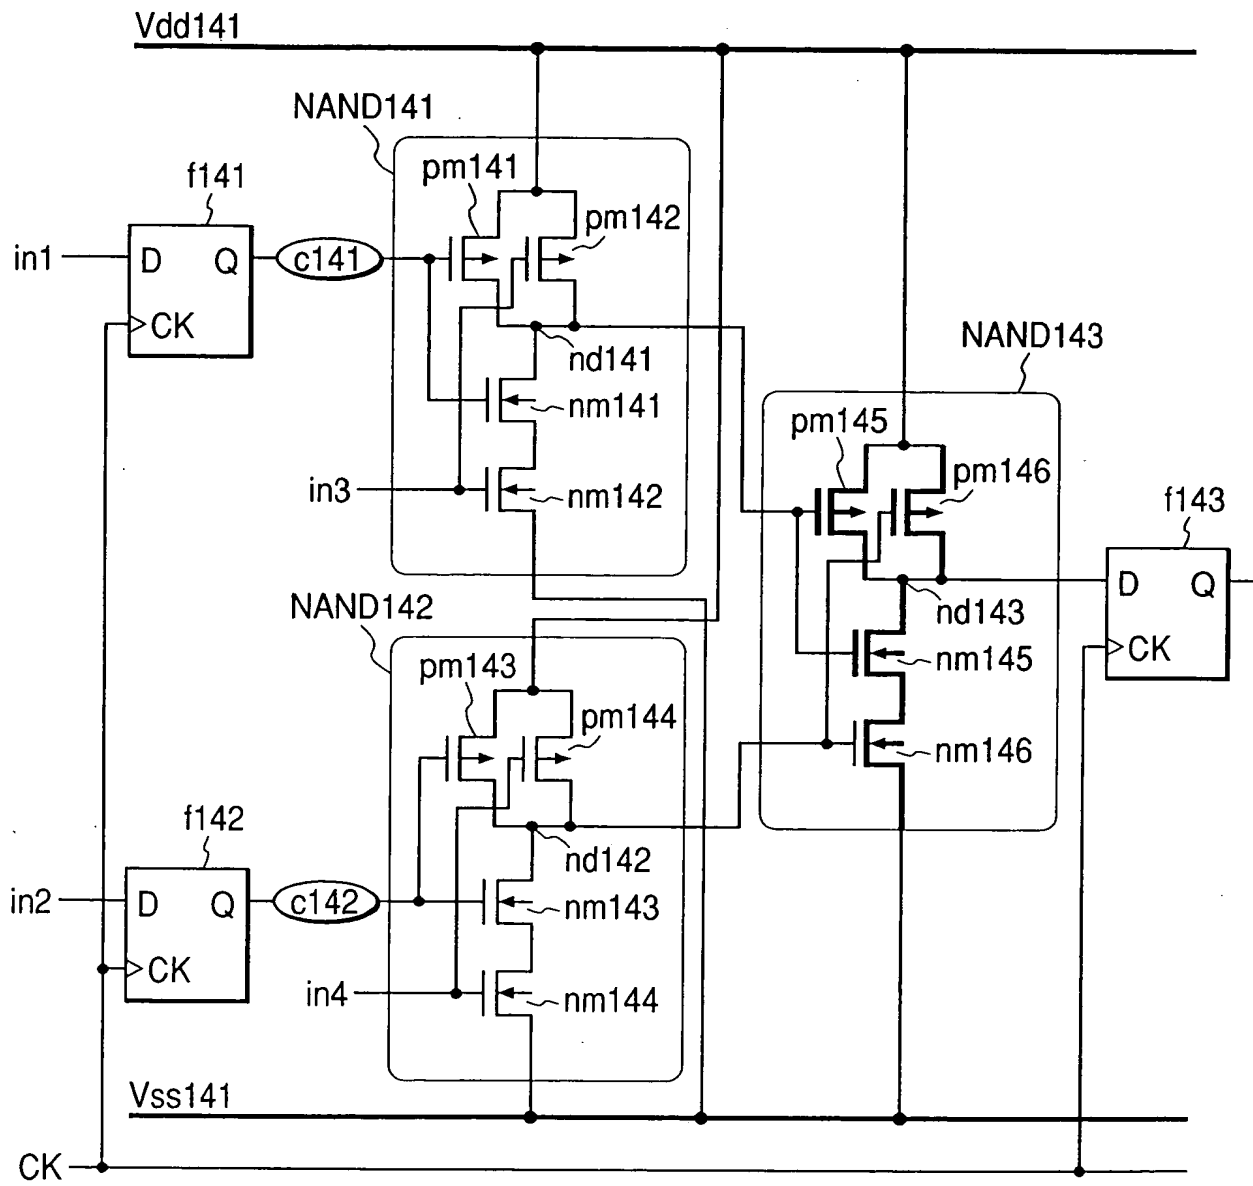 Vdd141
NAND141
pm141
f141
pm142
in1
D
Q
c141
CK
NAND143
nd141
nm141
pm145
pm146
in3
nm142
f143
D
Q
NAND142
nd143
CK
nm145
pm143
pm144
nm146
f142
nd142
in2
D
Q
c142
nm143
CK
in4
nm144
Vss141
CK